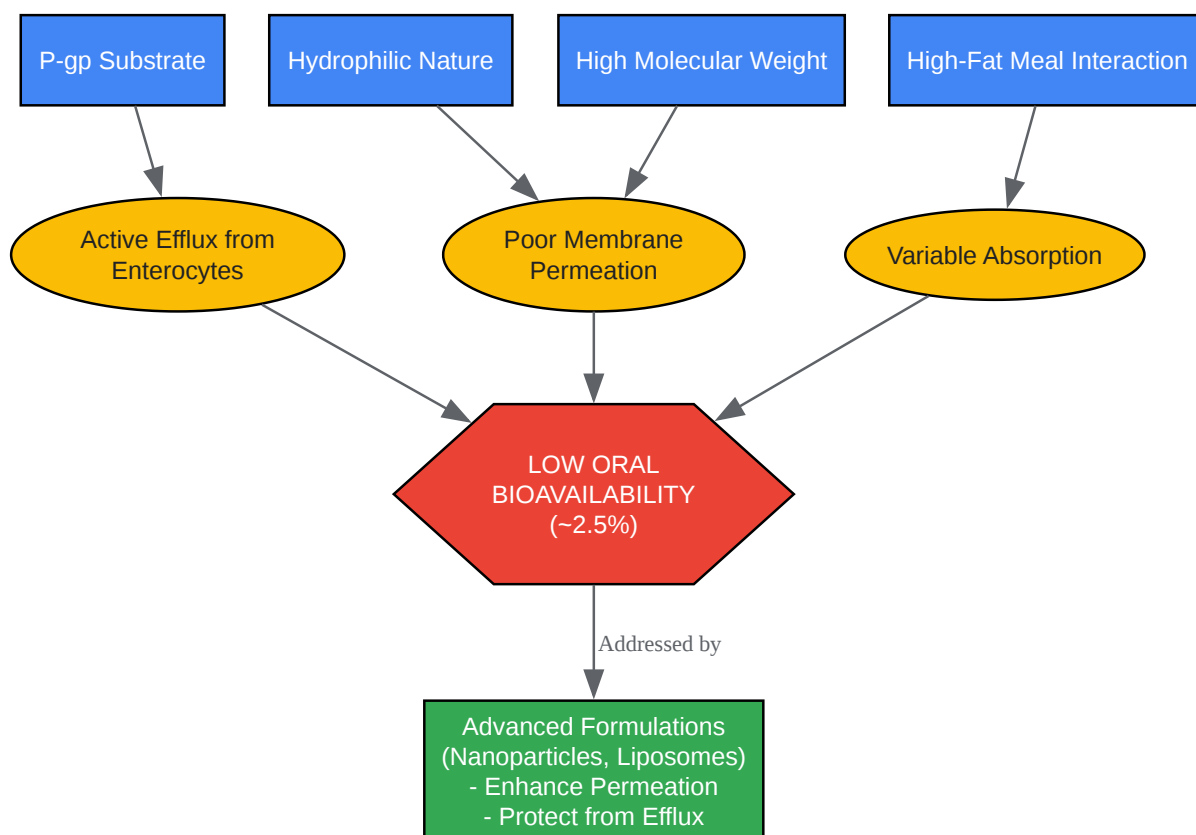 P-gp Substrate
Hydrophilic Nature
High Molecular Weight
High-Fat Meal Interaction
Active Efflux from
Enterocytes
Poor Membrane
Permeation
Variable Absorption
LOW ORAL
BIOAVAILABILITY
(~2.5%)
Addressed by
Advanced Formulations
(Nanoparticles, Liposomes)
- Enhance Permeation
- Protect from Efflux